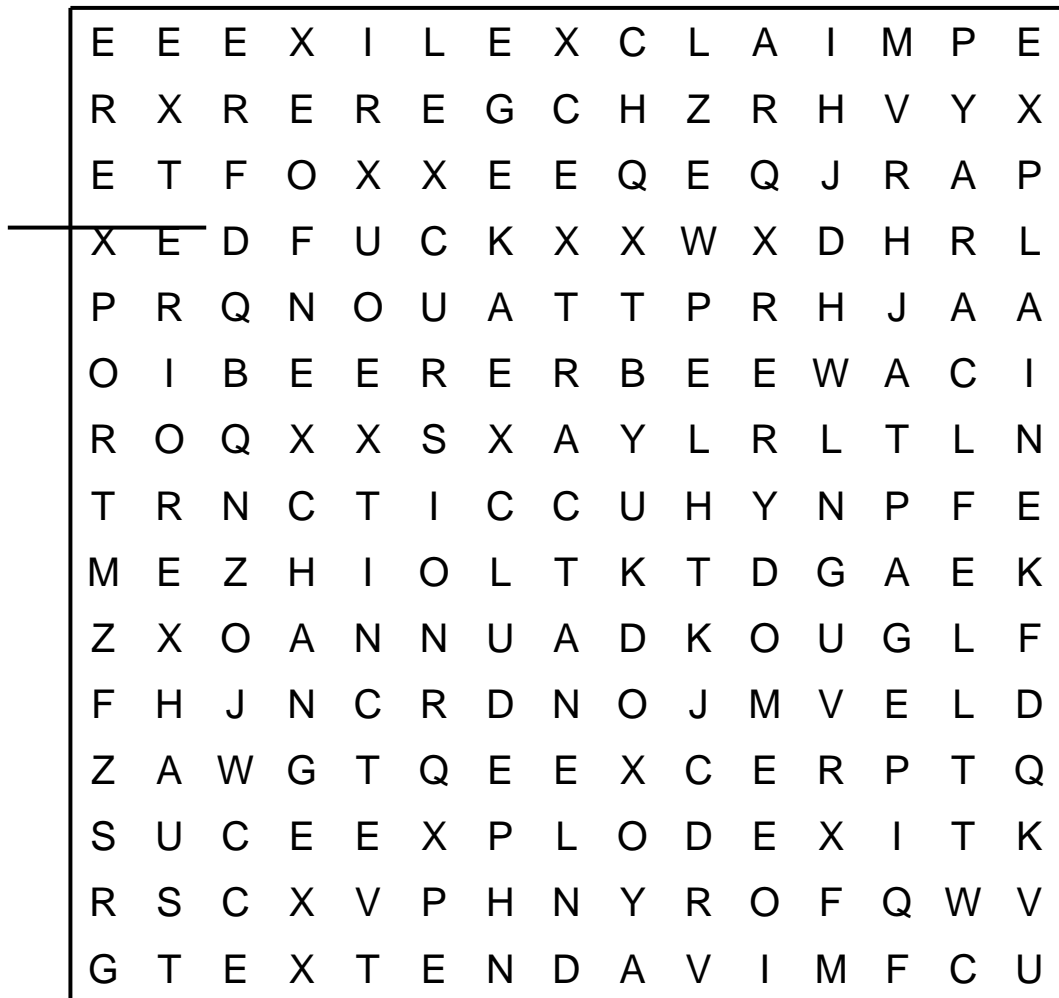 E E E X I L E X C L A I M P E
R X R E R E G C H Z R H V Y X
E T F O X X E E Q E Q J R A P
X E D F U C K X X W X D H R L
P R Q N O U A T T P R H J A A
O I B E E R E R B E E W A C I
R O Q X X S X A Y L R L T L N
T R N C T I C C U H Y N P F E
M E Z H I O L T K T D G A E K
Z X O A N N U A D K O U G L F
F H J N C R D N O J M V E L D
Z A W G T Q E E X C E R P T Q
S U C E E X P L O D E X I T K
R S C X V P H N Y R O F Q W V
G T E X T E N D A V I M F C U